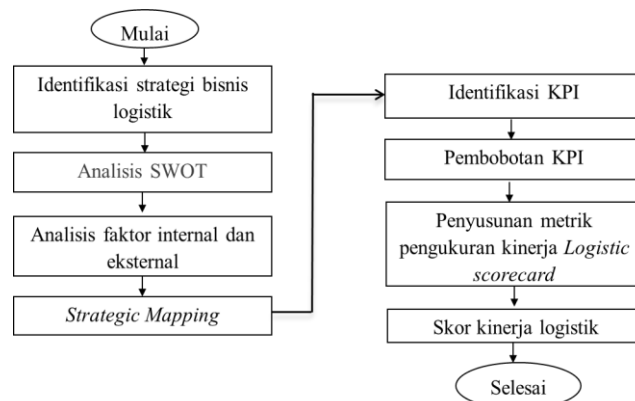 Mulai
Identifikasi strategi bisnis
logistik
Analisis SWOT
Analisis faktor internal dan
eksternal
Strategic Mapping
Identifikasi KPI
Pembobotan KPI
Penyusunan metrik
pengukuran kinerja Logistic
scorecard
Skor kinerja logistik
Selesai